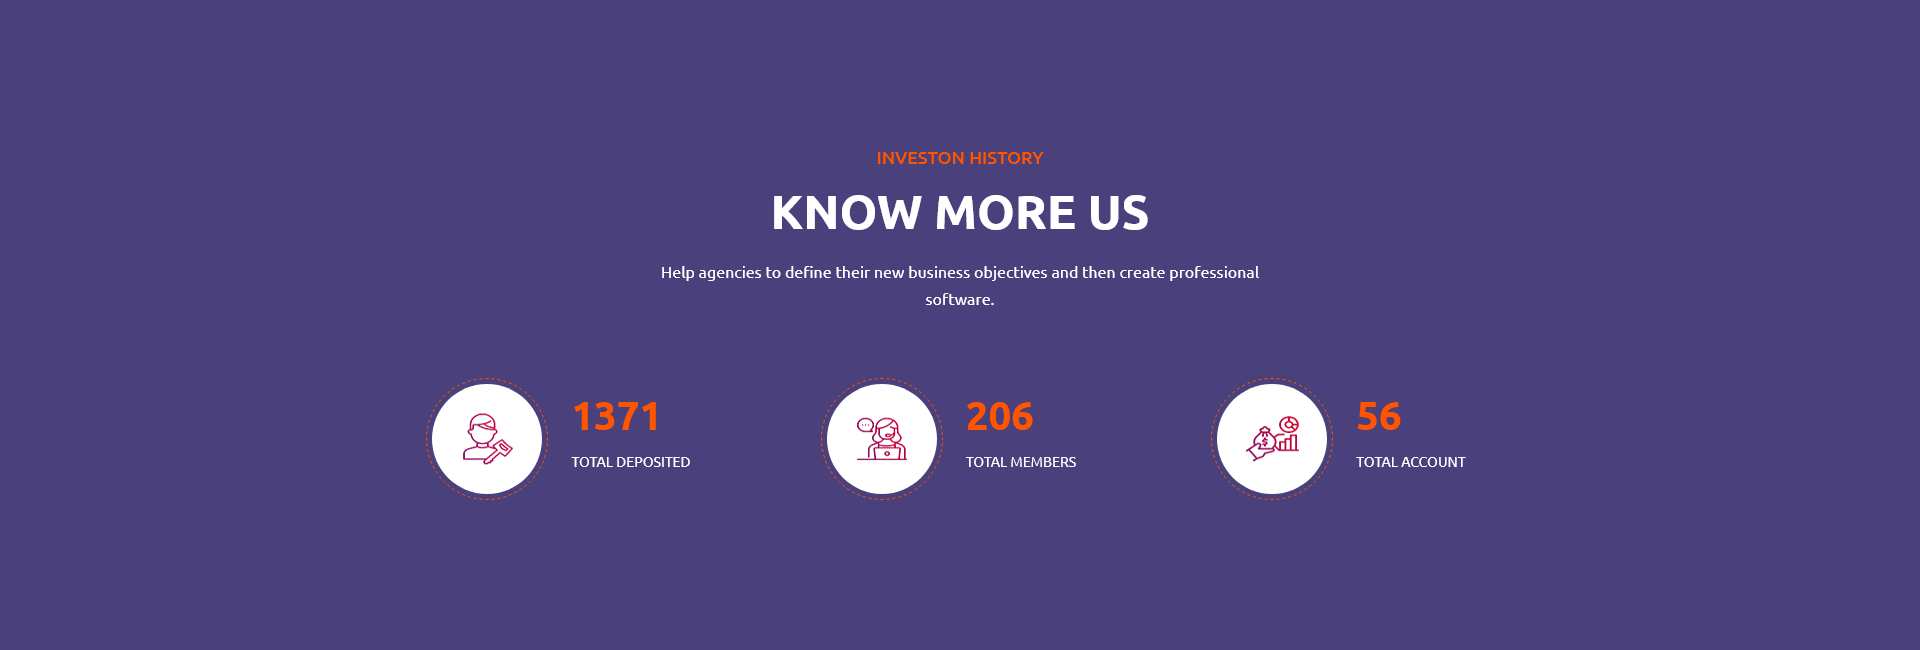 INVESTON HISTORY
KNOW MORE US
Help agencies to define their new business objectives and then create professional
software.
1371
TOTAL DEPOSITED
206
TOTAL MEMBERS
56
TOTAL ACCOUNT